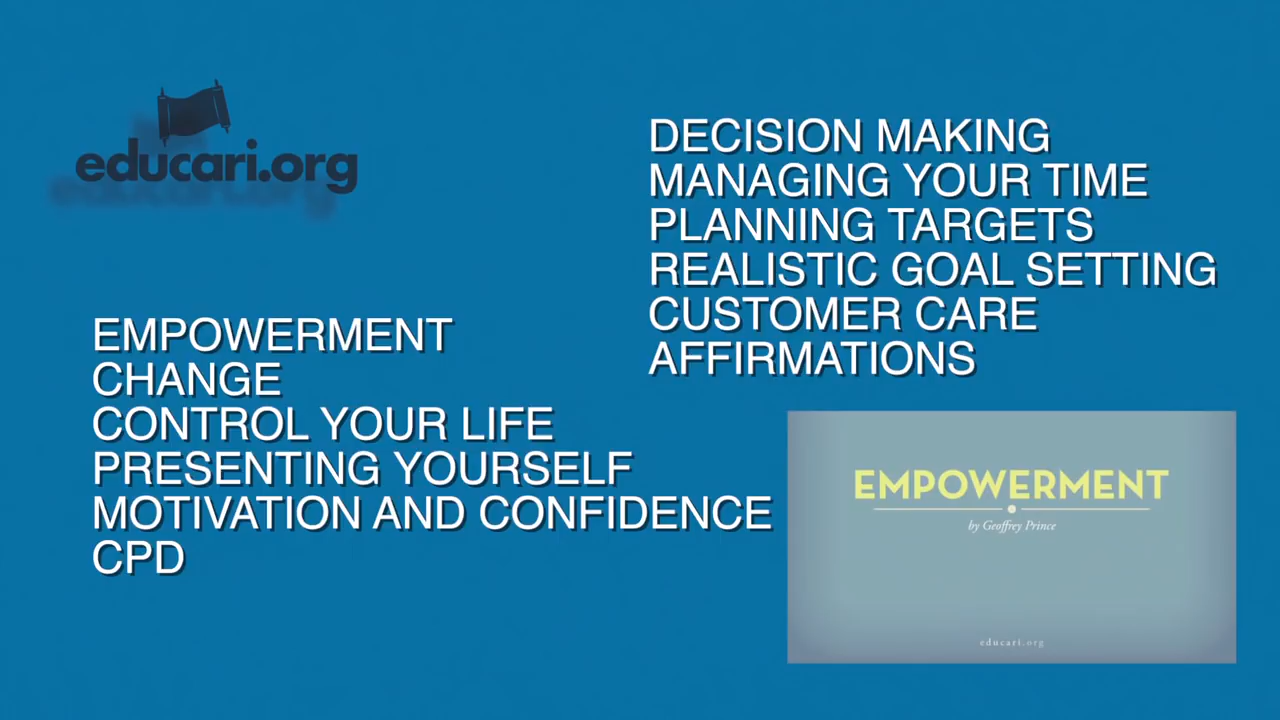 educari.org
EMPOWERMENT
CHANGE
CONTROL YOUR LIFE
PRESENTING YOURSELF
MOTIVATION AND CONFIDENCE
CPD
DECISION MAKING
MANAGING YOUR TIME
PLANNING TARGETS
REALISTIC GOAL SETTING
CUSTOMER CARE
AFFIRMATIONS
EMPOWERMENT
by Geoffrey Prince
educari.org